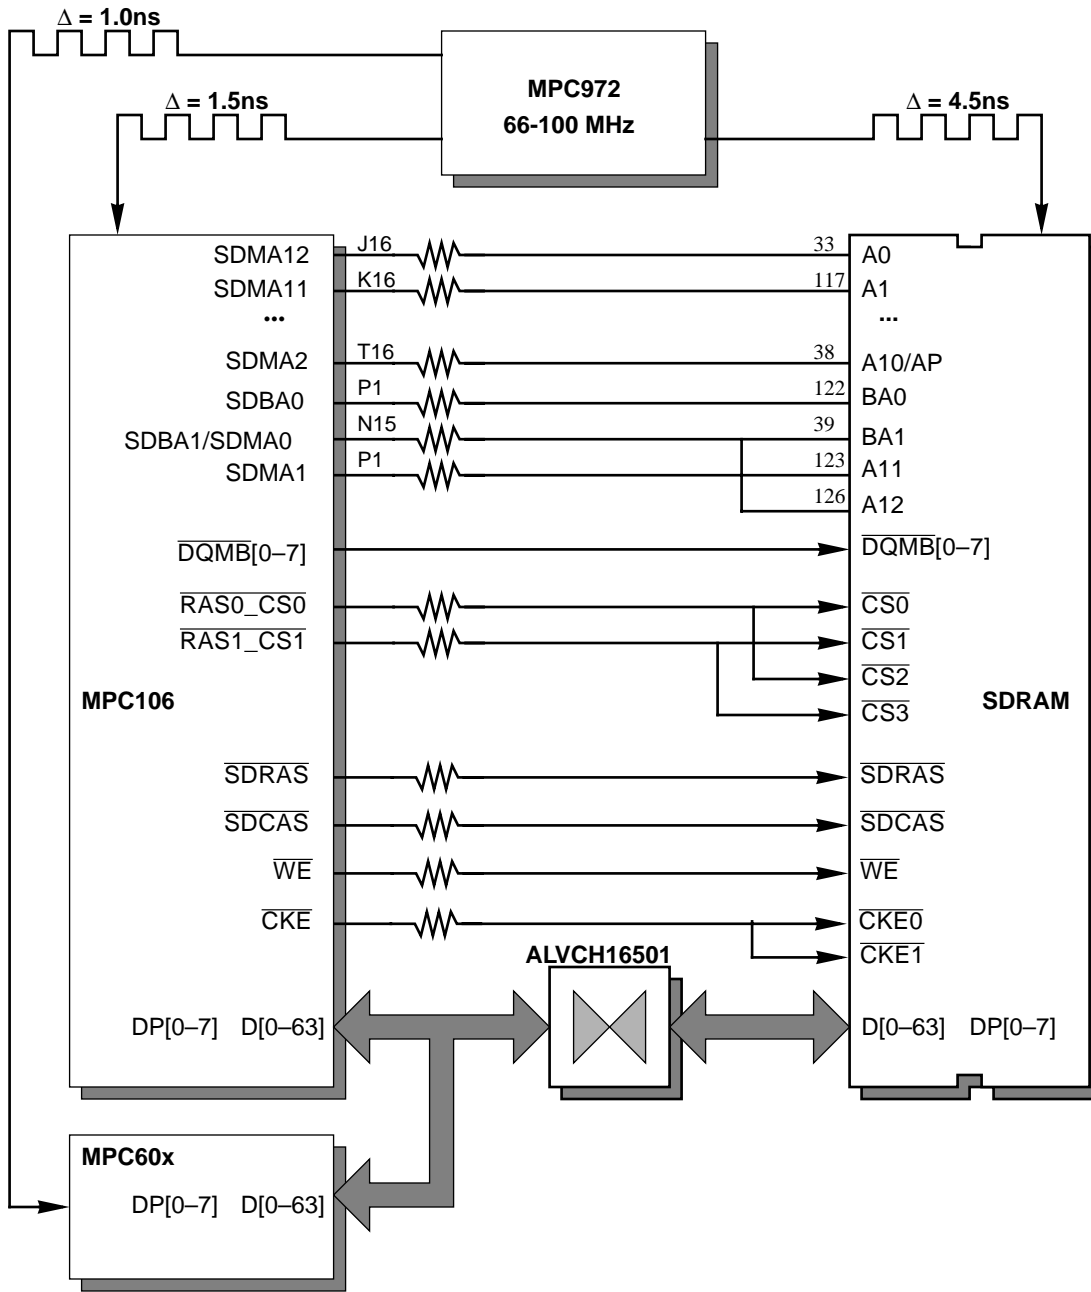 Δ = 1.0ns
MPC972
66-100 MHz
Δ = 1.5ns
Δ = 4.5ns
SDMA12 J16 33 A0
SDMA11 K16 117 A1
... ...
SDMA2 T16 38 A10/AP
SDBA0 P1 122 BA0
SDBA1/SDMA0 N15 39 BA1
SDMA1 P1 123 A11
126 A12
DQMB[0–7] DQMB[0–7]
RAS0_CS0 CS0
RAS1_CS1 CS1
CS2
MPC106 SDRAM
CS3
SDRAS SDRAS
SDCAS SDCAS
WE WE
CKE CKE0
ALVCH16501 CKE1
DP[0–7] D[0–63] D[0–63] DP[0–7]
MPC60x
DP[0–7] D[0–63]